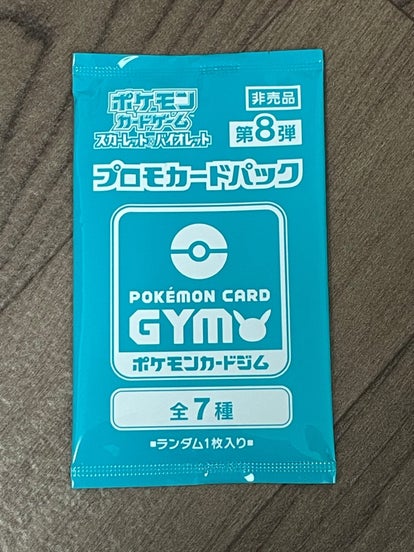 ポケモン
カードゲーム
スカーレット&バイオレット
非売品
第8弾
プロモカードパック
POKÉMON CARD
GYM
ポケモンカードジム
全7種
■ランダム1枚入り■